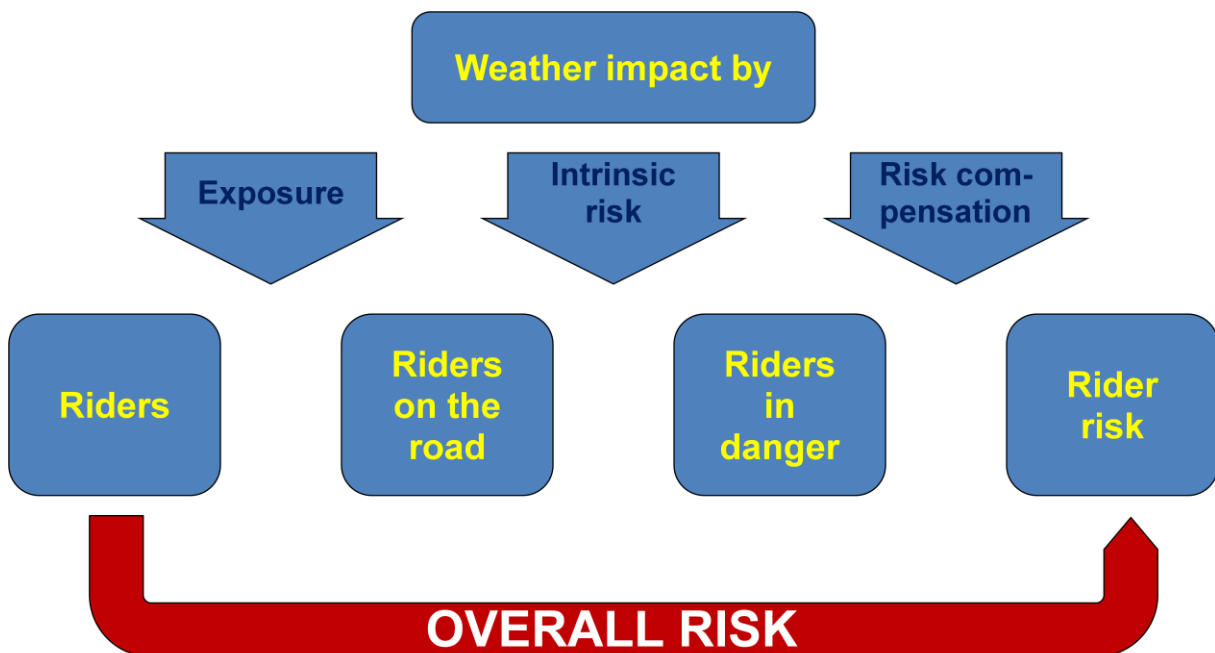 Weather impact by
Exposure
Intrinsic
risk
Risk com-
pensation
Riders
Riders
on the
road
Riders
in
danger
Rider
risk
OVERALL RISK